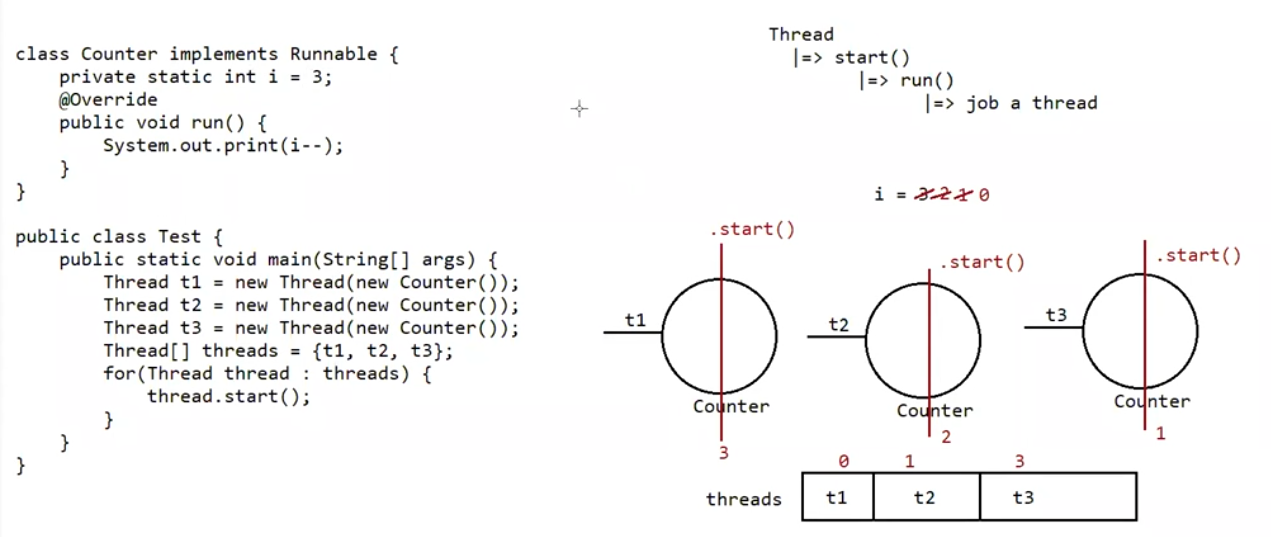 class Counter implements Runnable {
private static int i = 3;
@Override
public void run() {
System.out.print(i--);
}
}
public class Test {
public static void main(String[] args) {
Thread t1 = new Thread(new Counter());
Thread t2 = new Thread(new Counter());
Thread t3 = new Thread(new Counter());
Thread[] threads = {t1, t2, t3};
for(Thread thread : threads) {
thread.start();
}
}
}
Thread
|=> start()
|=> run()
|=> job a thread
i = 3 2 1 0
.start()
t1
Counter
3
.start()
t2
Counter
2
.start()
t3
Counter
1
0 1 3
threads t1 t2 t3